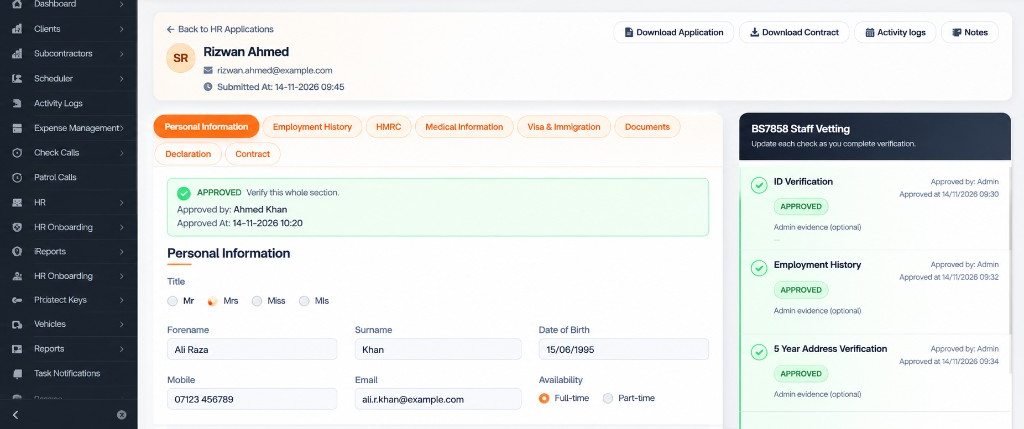 Dashboard
Clients
Subcontractors
Scheduler
Activity Logs
Expense Management
Check Calls
Patrol Calls
HR
HR Onboarding
iReports
HR Onboarding
Protect Keys
Vehicles
Reports
Task Notifications
← Back to HR Applications
SR
Rizwan Ahmed
rizwan.ahmed@example.com
Submitted At: 14-11-2026 09:45
Download Application
Download Contract
Activity logs
Notes
Personal Information
Employment History
HMRC
Medical Information
Visa & Immigration
Documents
Declaration
Contract
APPROVED Verify this whole section.
Approved by: Ahmed Khan
Approved At: 14-11-2026 10:20
Personal Information
Title
Mr Mrs Miss Mls
Forename Surname Date of Birth
Ali Raza Khan 15/06/1995
Mobile Email Availability
07123 456789 ali.r.khan@example.com Full-time Part-time
BS7858 Staff Vetting
Update each check as you complete verification.
ID Verification Approved by: Admin
APPROVED Approved at 14/11/2026 09:30
Admin evidence (optional)
—
Employment History Approved by: Admin
APPROVED Approved at 14/11/2026 09:32
Admin evidence (optional)
5 Year Address Verification Approved by: Admin
APPROVED Approved at 14/11/2026 09:34
Admin evidence (optional)